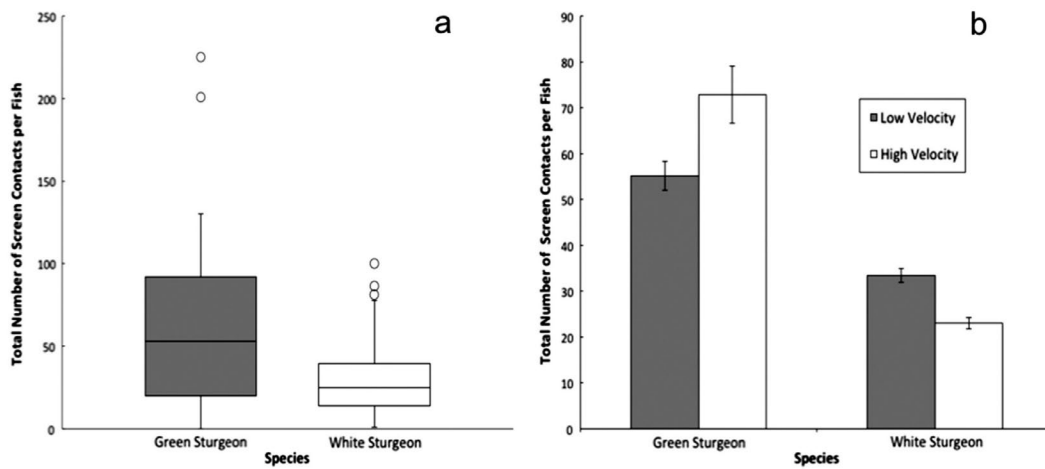 a
Total Number of Screen Contacts per Fish
250
200
150
100
50
0
Green Sturgeon
White Sturgeon
Species
b
Total Number of Screen Contacts per Fish
90
80
70
60
50
40
30
20
10
0
Low Velocity
High Velocity
Green Sturgeon
White Sturgeon
Species